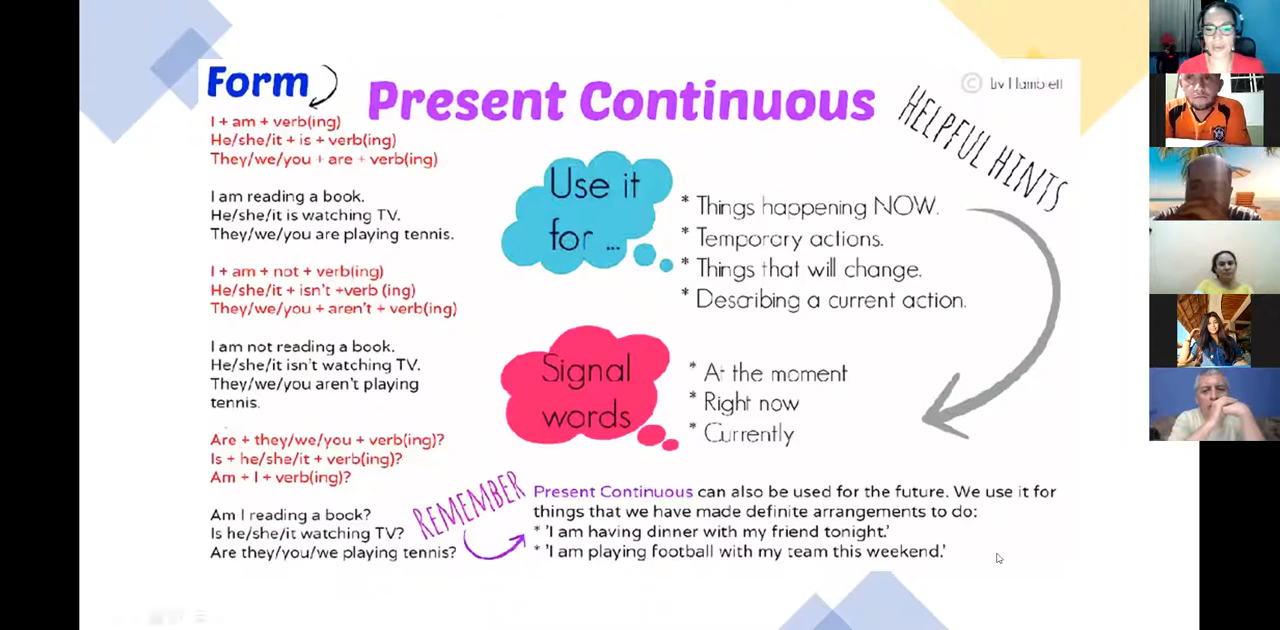 Form
Present Continuous
© Liv Hambrett
HELPFUL HINTS
I + am + verb(ing)
He/she/it + is + verb(ing)
They/we/you + are + verb(ing)
I am reading a book.
He/she/it is watching TV.
They/we/you are playing tennis.
I + am + not + verb(ing)
He/she/it + isn't +verb (ing)
They/we/you + aren't + verb(ing)
I am not reading a book.
He/she/it isn't watching TV.
They/we/you aren't playing
tennis.
Are + they/we/you + verb(ing)?
Is + he/she/it + verb(ing)?
Am + I + verb(ing)?
Am I reading a book?
Is he/she/it watching TV?
Are they/you/we playing tennis?
Use it
for ...
* Things happening NOW.
* Temporary actions.
* Things that will change.
* Describing a current action.
Signal
words
* At the moment
* Right now
* Currently
REMEMBER
Present Continuous can also be used for the future. We use it for
things that we have made definite arrangements to do:
* 'I am having dinner with my friend tonight.'
* 'I am playing football with my team this weekend.'